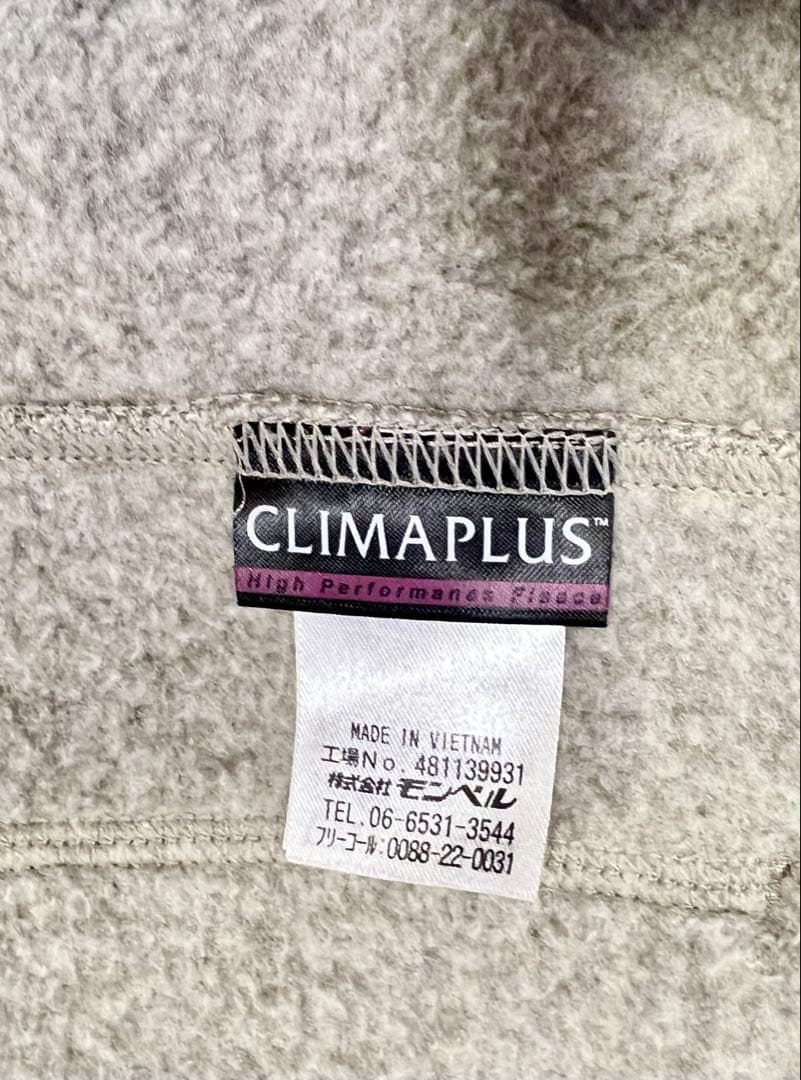 CLIMAPLUS™
High Performanas Fleece
MADE IN VIETNAM
工場No. 481139931
株式会社 モンベル
TEL.06-6531-3544
フリーコール:0088-22-0031